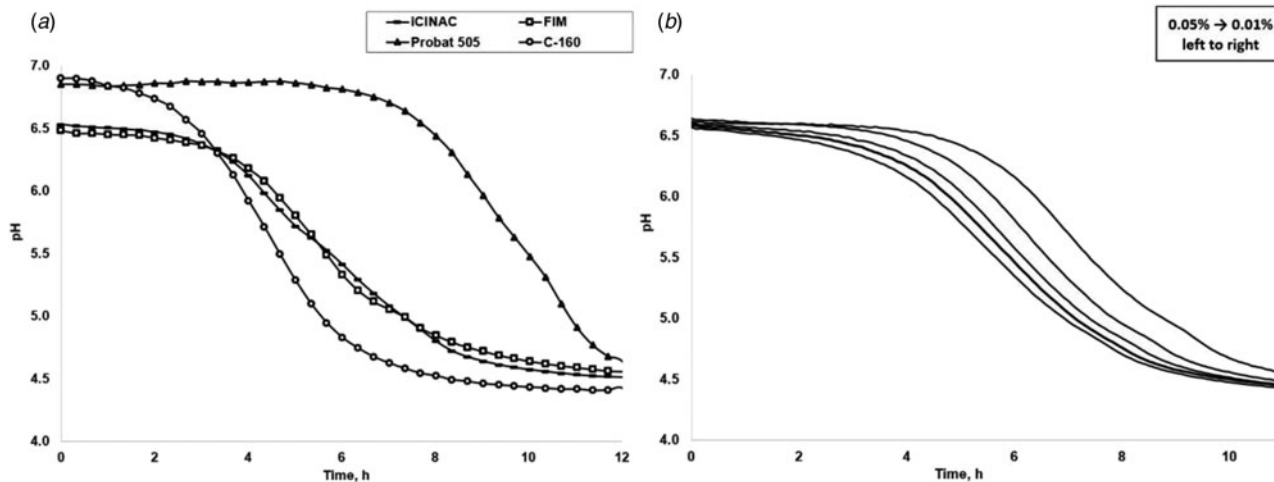 (a)
ICINAC FIM
Probat 505 C-160
7.0
6.5
6.0
5.5
5.0
4.5
4.0
pH
0 2 4 6 8 10 12
Time, h
(b)
0.05% → 0.01%
left to right
7.0
6.5
6.0
5.5
5.0
4.5
4.0
pH
0 2 4 6 8 10
Time, h